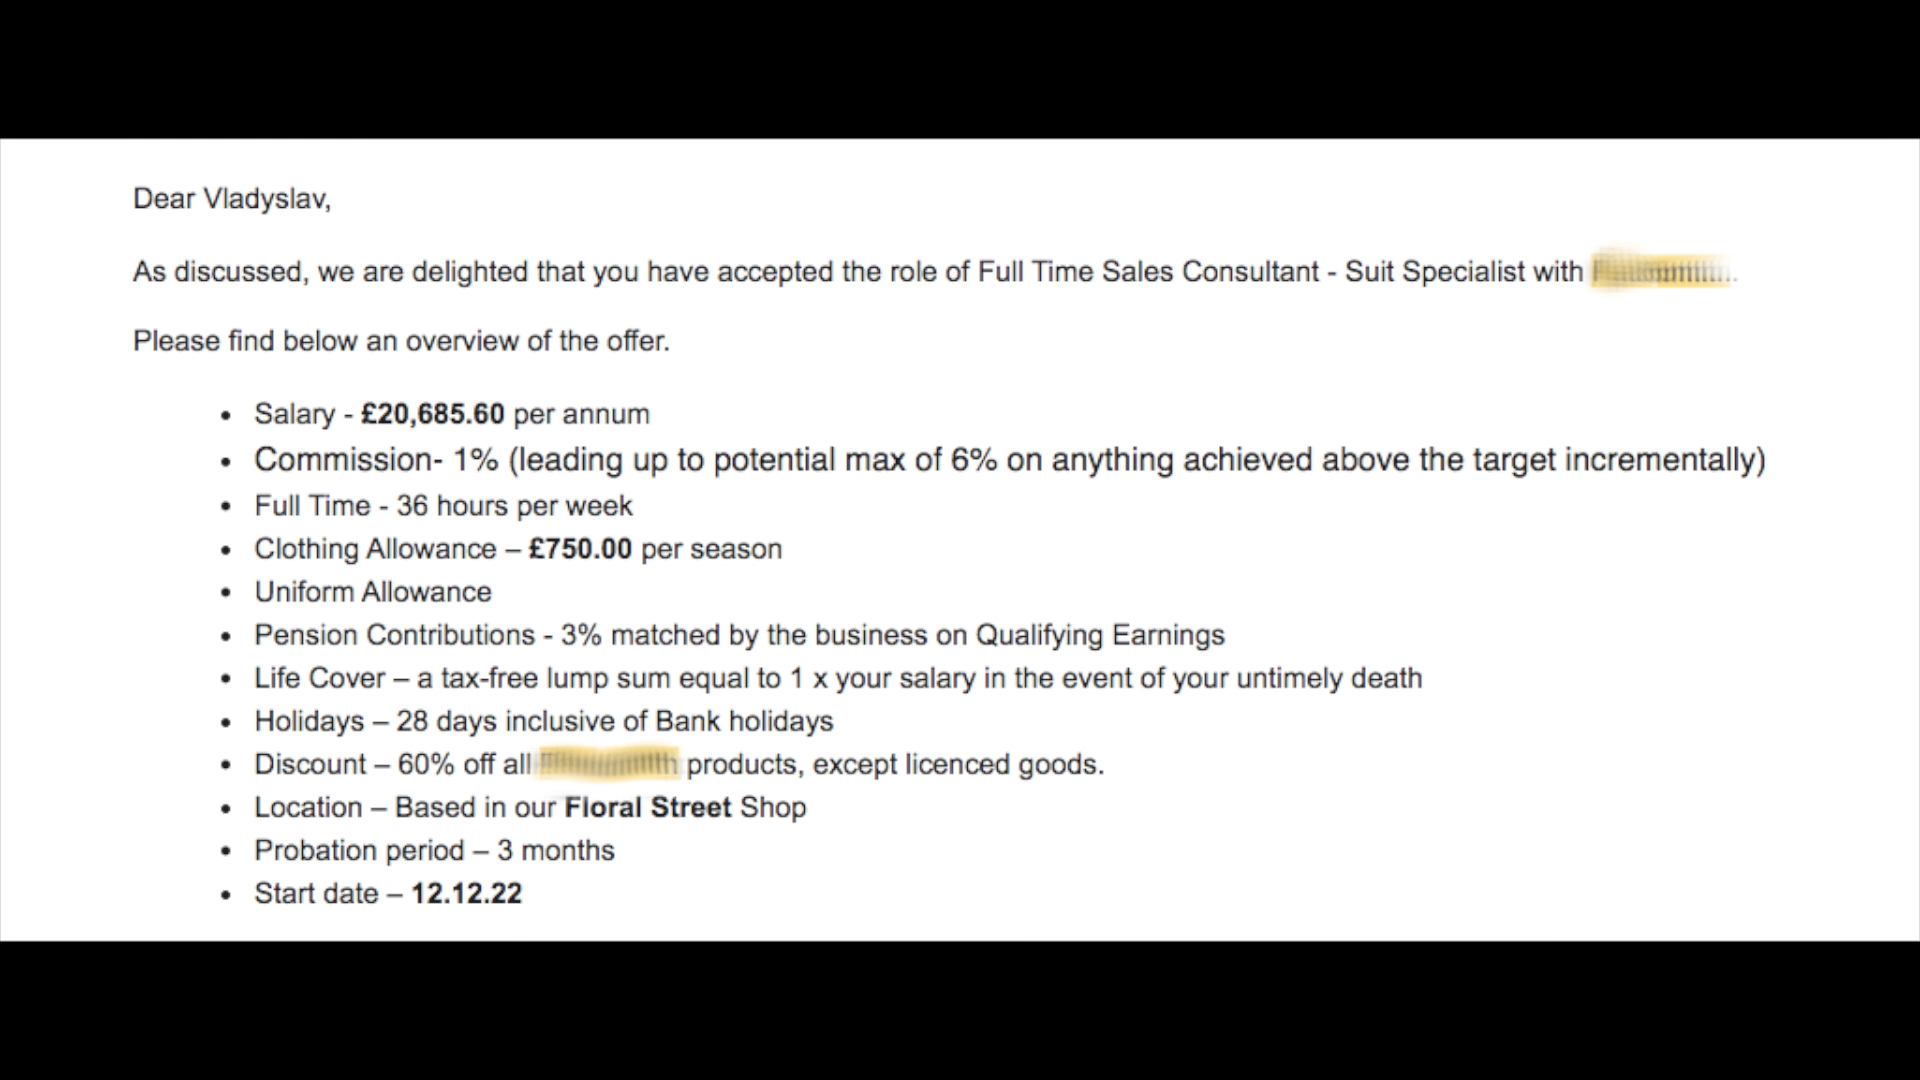 Dear Vladyslav,
As discussed, we are delighted that you have accepted the role of Full Time Sales Consultant - Suit Specialist with
Please find below an overview of the offer.
• Salary - £20,685.60 per annum
• Commission- 1% (leading up to potential max of 6% on anything achieved above the target incrementally)
• Full Time - 36 hours per week
• Clothing Allowance – £750.00 per season
• Uniform Allowance
• Pension Contributions - 3% matched by the business on Qualifying Earnings
• Life Cover – a tax-free lump sum equal to 1 x your salary in the event of your untimely death
• Holidays – 28 days inclusive of Bank holidays
• Discount – 60% off all products, except licenced goods.
• Location – Based in our Floral Street Shop
• Probation period – 3 months
• Start date – 12.12.22